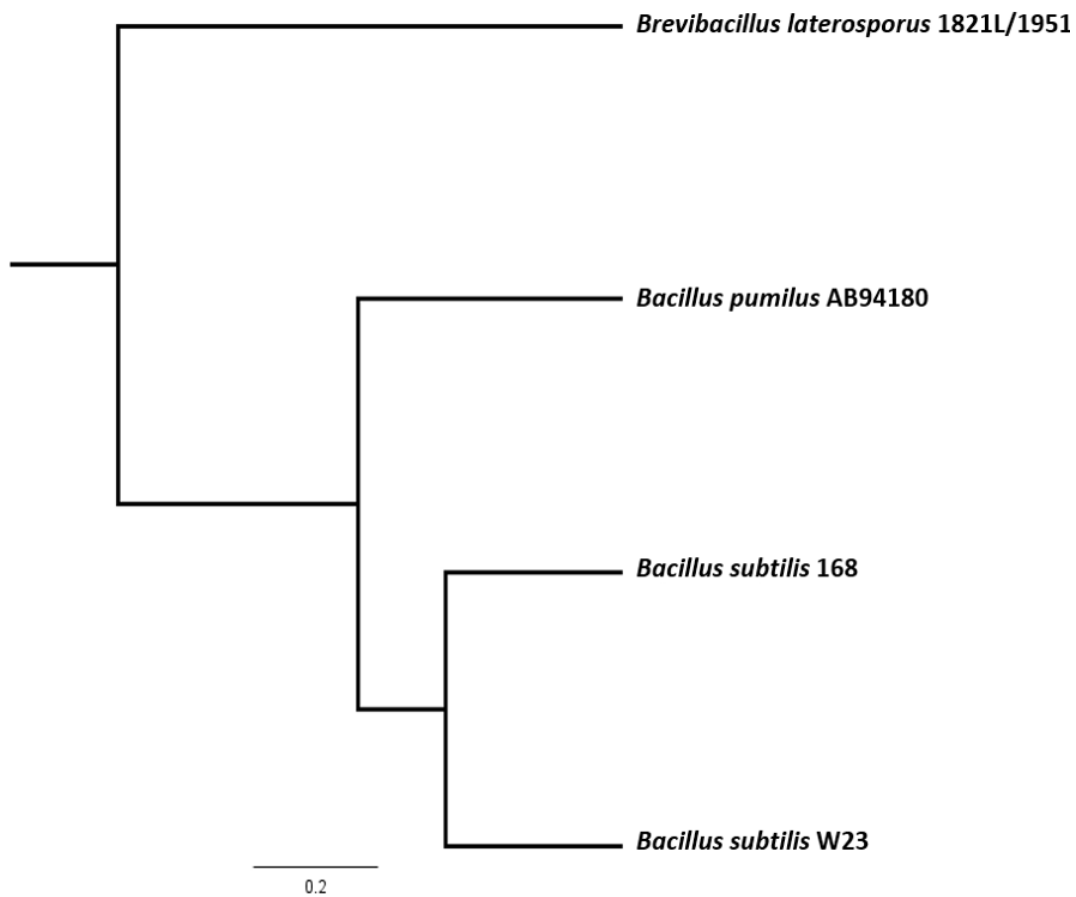 Brevibacillus laterosporus 1821L/1951
Bacillus pumilus AB94180
Bacillus subtilis 168
Bacillus subtilis W23
0.2